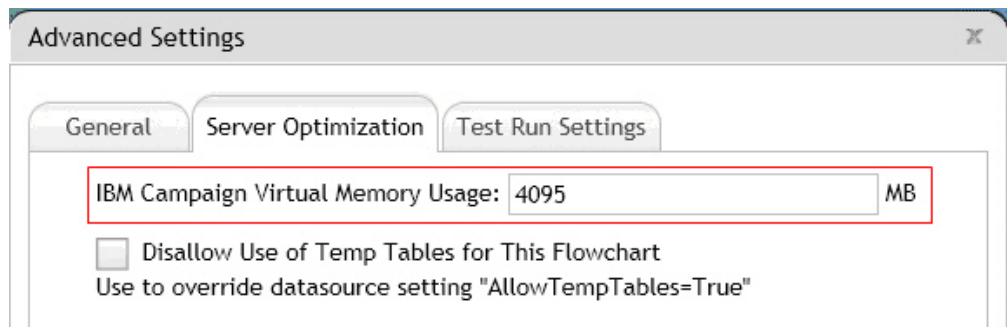 Advanced Settings
General Server Optimization Test Run Settings
IBM Campaign Virtual Memory Usage: 4095 MB
Disallow Use of Temp Tables for This Flowchart
Use to override datasource setting "AllowTempTables=True"